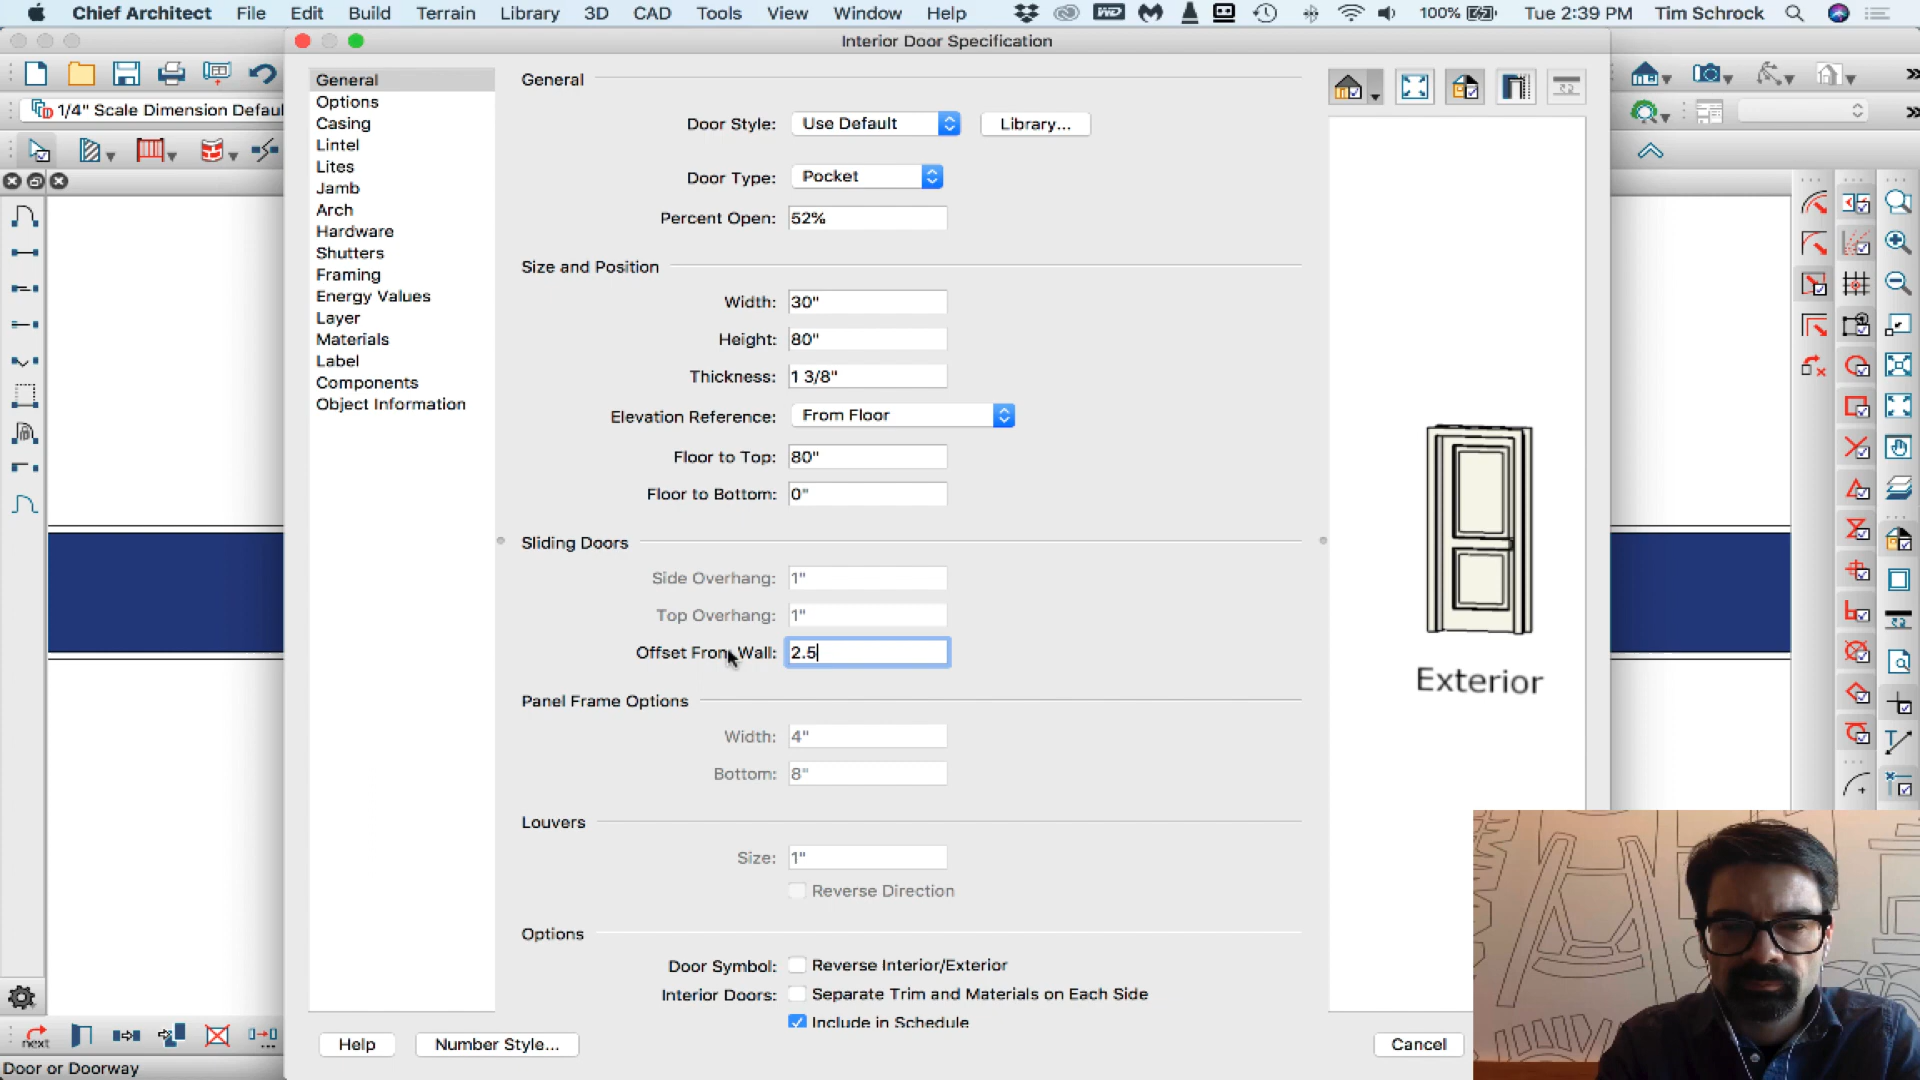 Chief Architect File Edit Build Terrain Library 3D CAD Tools View Window Help 100% Tue 2:39 PM Tim Schrock
Interior Door Specification
1/4" Scale Dimension Defaul
General
Options
Casing
Lintel
Lites
Jamb
Arch
Hardware
Shutters
Framing
Energy Values
Layer
Materials
Label
Components
Object Information
General
Door Style: Use Default Library...
Door Type: Pocket
Percent Open: 52%
Size and Position
Width: 30"
Height: 80"
Thickness: 1 3/8"
Elevation Reference: From Floor
Floor to Top: 80"
Floor to Bottom: 0"
Sliding Doors
Side Overhang: 1"
Top Overhang: 1"
Offset From Wall: 2.5
Panel Frame Options
Width: 4"
Bottom: 8"
Louvers
Size: 1"
Reverse Direction
Options
Door Symbol: Reverse Interior/Exterior
Interior Doors: Separate Trim and Materials on Each Side
Include in Schedule
Exterior
next
Help Number Style... Cancel
Door or Doorway